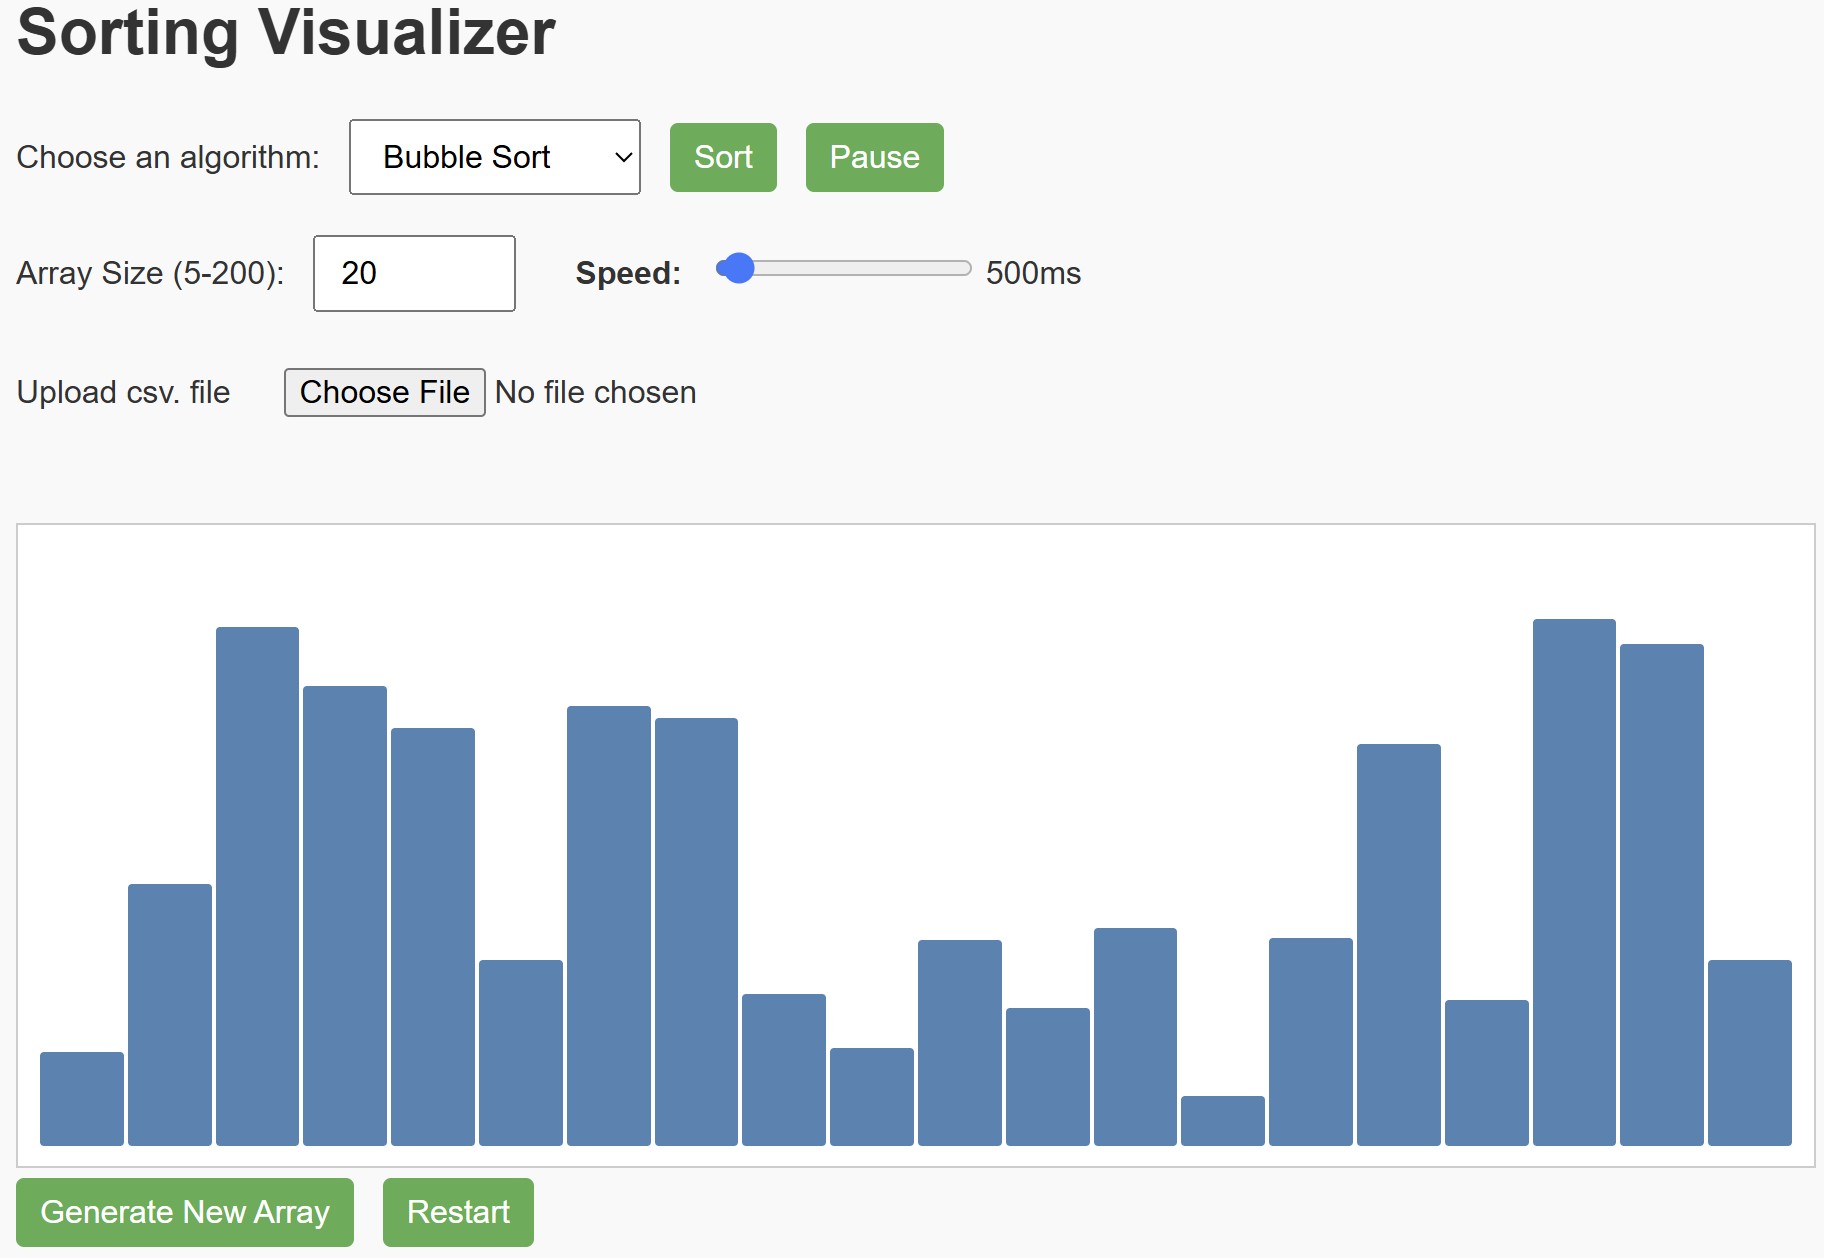 Sorting Visualizer
Choose an algorithm: Bubble Sort Sort Pause
Array Size (5-200): 20 Speed: 500ms
Upload csv. file Choose File No file chosen
Generate New Array Restart